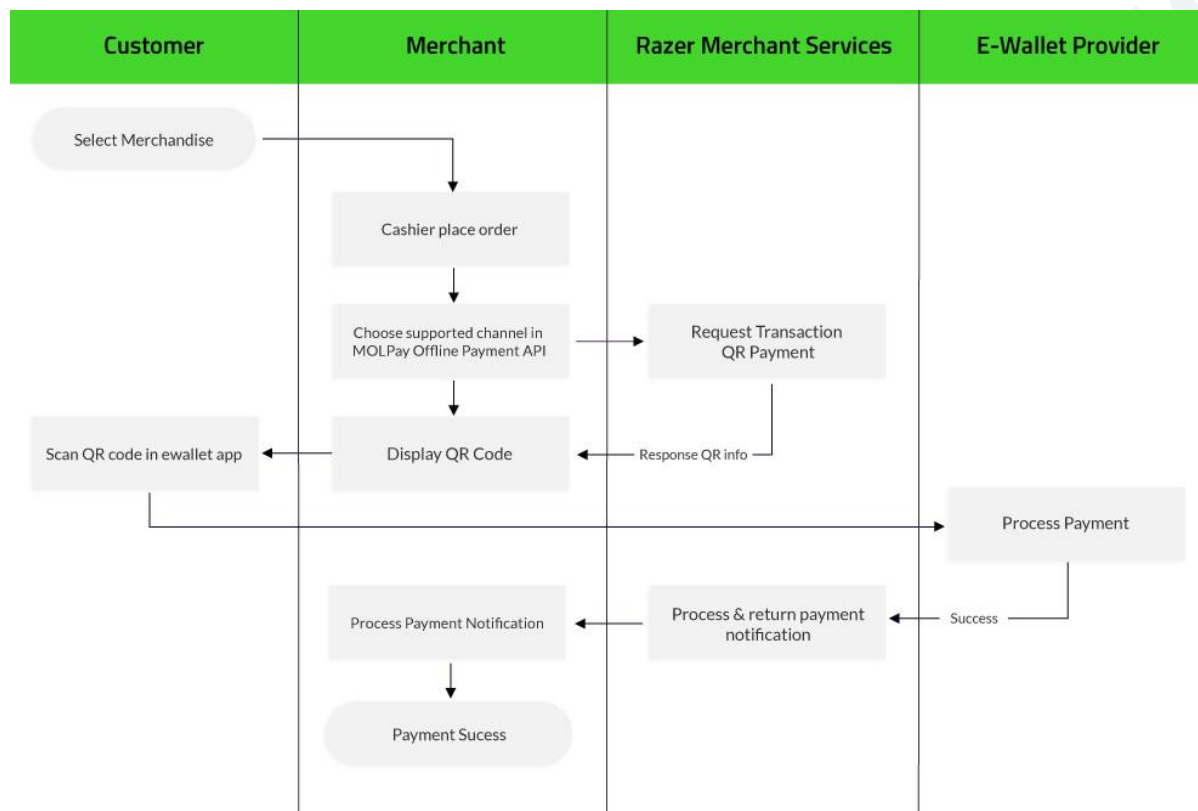 Customer
Merchant
Razer Merchant Services
E-Wallet Provider
Select Merchandise
Cashier place order
Choose supported channel in
MOLPay Offline Payment API
Request Transaction
QR Payment
Scan QR code in ewallet app
Display QR Code
Response QR info
Process Payment
Process Payment Notification
Process & return payment
notification
Success
Payment Sucess